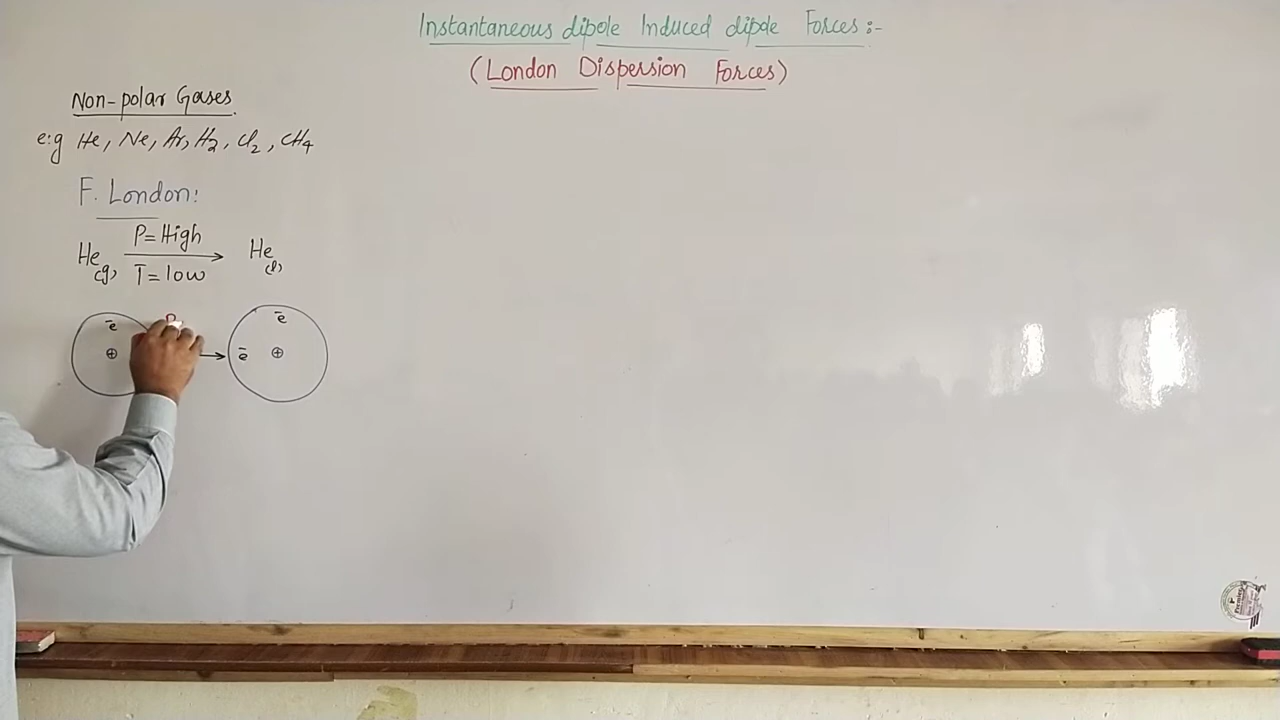 Instantaneous dipole Induced dipole Forces:-
(London Dispersion Forces)
Non-polar Gases.
e:g He, Ne, Ar, H2, Cl2, CH4
F. London:
P=High
He(g) He(l)
T=low
ē ē
⊕ ē ⊕